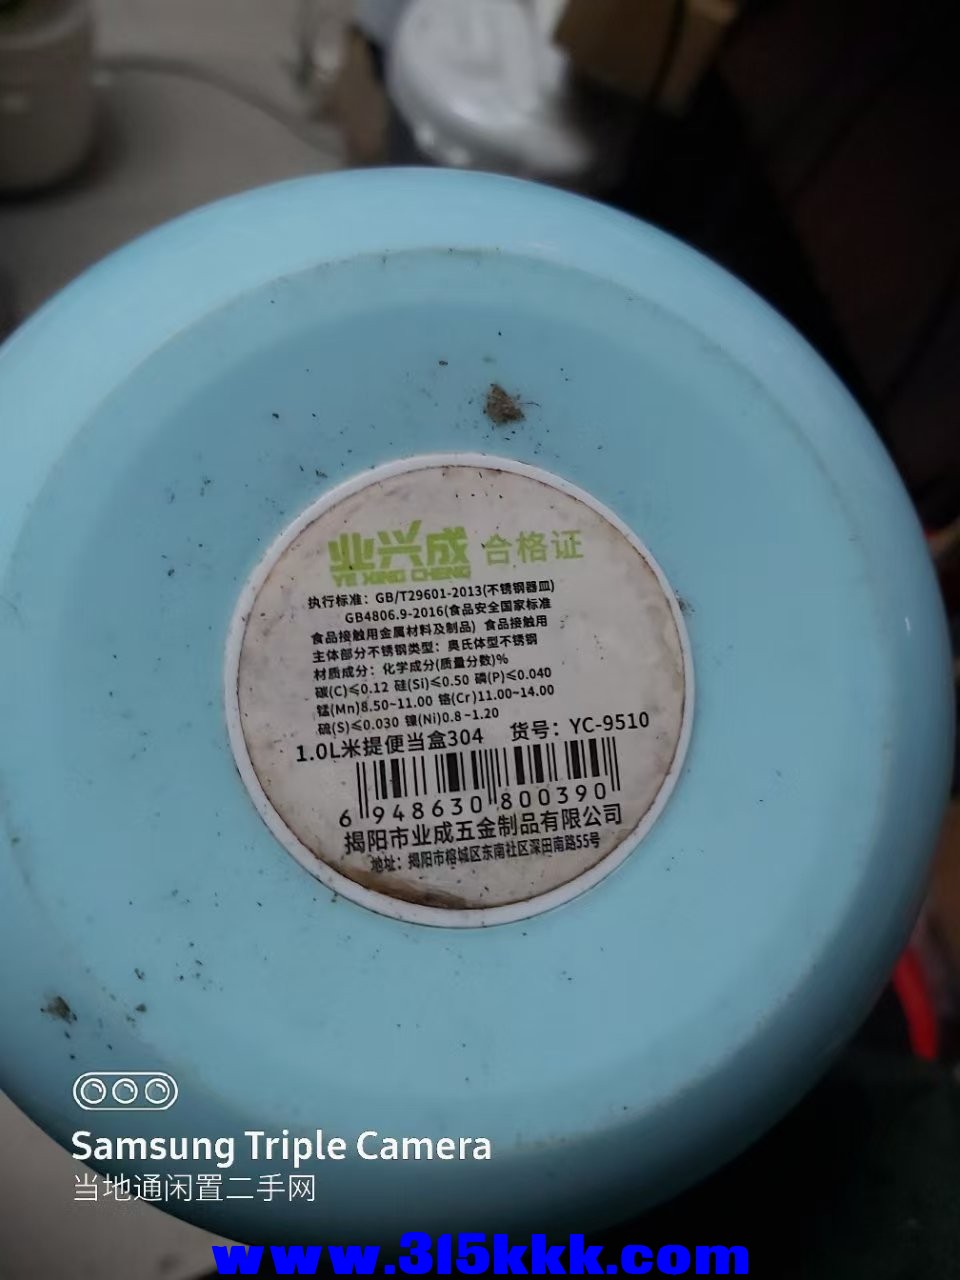 业兴成 合格证
YE XING CHENG
执行标准：GB/T29601-2013(不锈钢器皿)
GB4806.9-2016(食品安全国家标准
食品接触用金属材料及制品) 食品接触用
主体部分不锈钢类型：奥氏体型不锈钢
材质成分：化学成分(质量分数)%
碳(C)≤0.12 硅(Si)≤0.50 磷(P)≤0.040
锰(Mn)8.50~11.00 铬(Cr)11.00~14.00
硫(S)≤0.030 镍(Ni)0.8~1.20
1.0L米提便当盒304 货号：YC-9510
6 948630 800390
揭阳市业成五金制品有限公司
地址：揭阳市榕城区东南社区深田南路55号
Samsung Triple Camera
当地通闲置二手网
www.315kkk.com